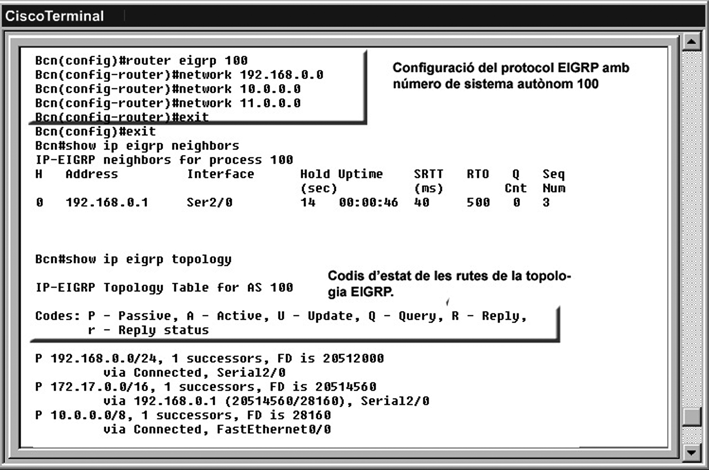 CiscoTerminal
Bcn(config)#router eigrp 100
Bcn(config-router)#network 192.168.0.0
Bcn(config-router)#network 10.0.0.0
Bcn(config-router)#network 11.0.0.0
Bcn(config-router)#exit
Configuració del protocol EIGRP amb
número de sistema autònom 100
Bcn(config)#exit
Bcn#show ip eigrp neighbors
IP-EIGRP neighbors for process 100
H Address Interface Hold Uptime SRTT RTO Q Seq
(sec) (ms) Cnt Num
0 192.168.0.1 Ser2/0 14 00:00:46 40 500 0 3
Bcn#show ip eigrp topology
IP-EIGRP Topology Table for AS 100
Codis d'estat de les rutes de la topolo-
gia EIGRP.
Codes: P - Passive, A - Active, U - Update, Q - Query, R - Reply,
r - Reply status
P 192.168.0.0/24, 1 successors, FD is 20512000
via Connected, Serial2/0
P 172.17.0.0/16, 1 successors, FD is 20514560
via 192.168.0.1 (20514560/28160), Serial2/0
P 10.0.0.0/8, 1 successors, FD is 28160
via Connected, FastEthernet0/0